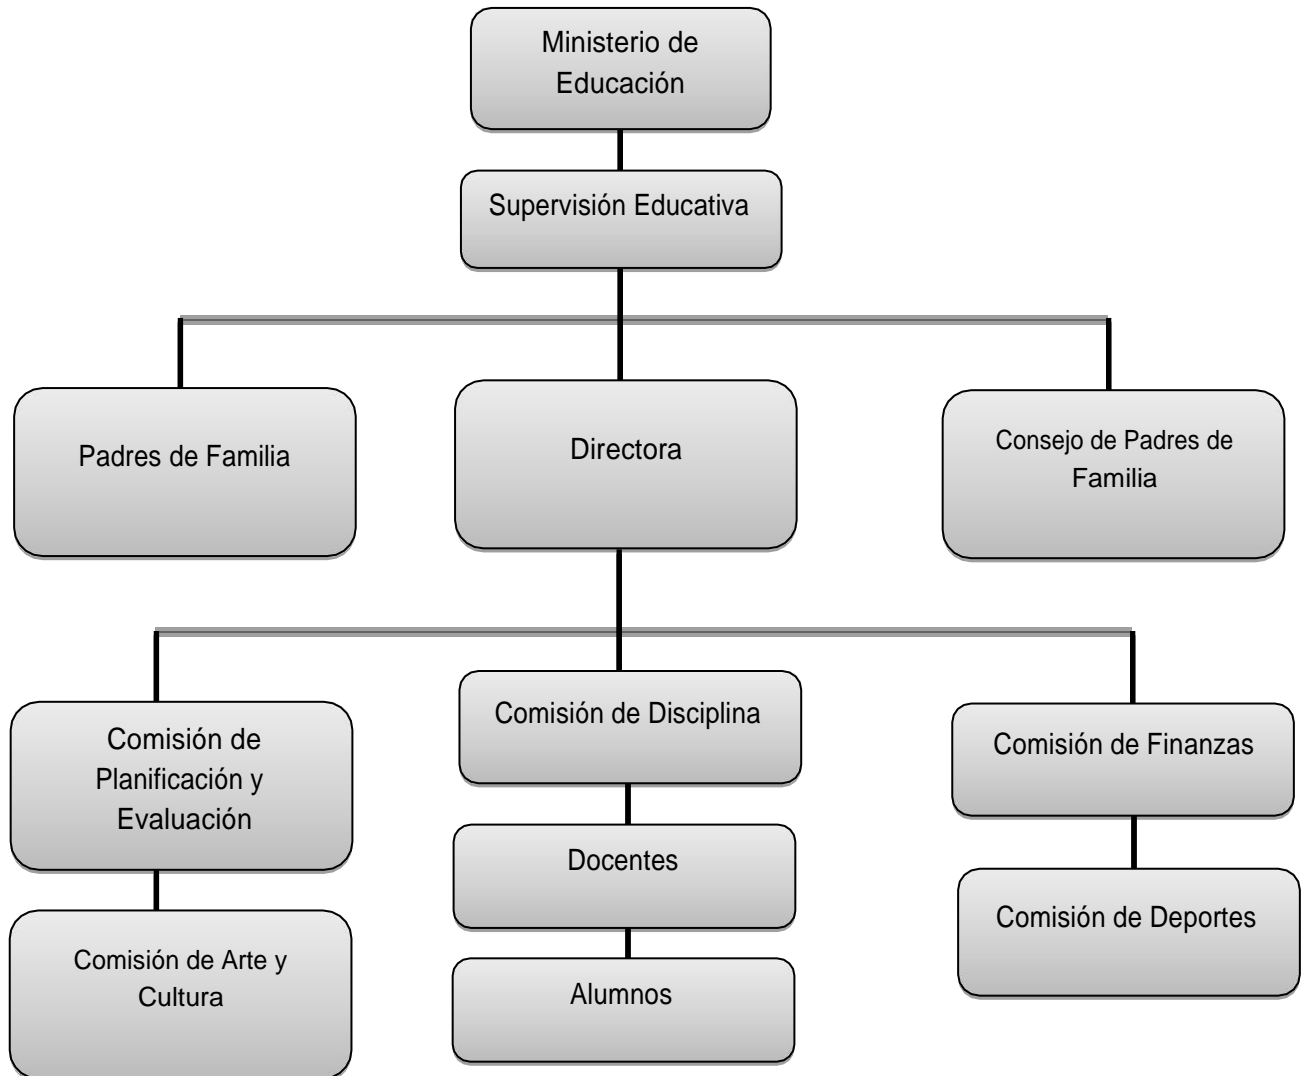 Ministerio de
Educación
Supervisión Educativa
Padres de Familia
Directora
Consejo de Padres de
Familia
Comisión de
Planificación y
Evaluación
Comisión de Disciplina
Comisión de Finanzas
Docentes
Comisión de Deportes
Comisión de Arte y
Cultura
Alumnos